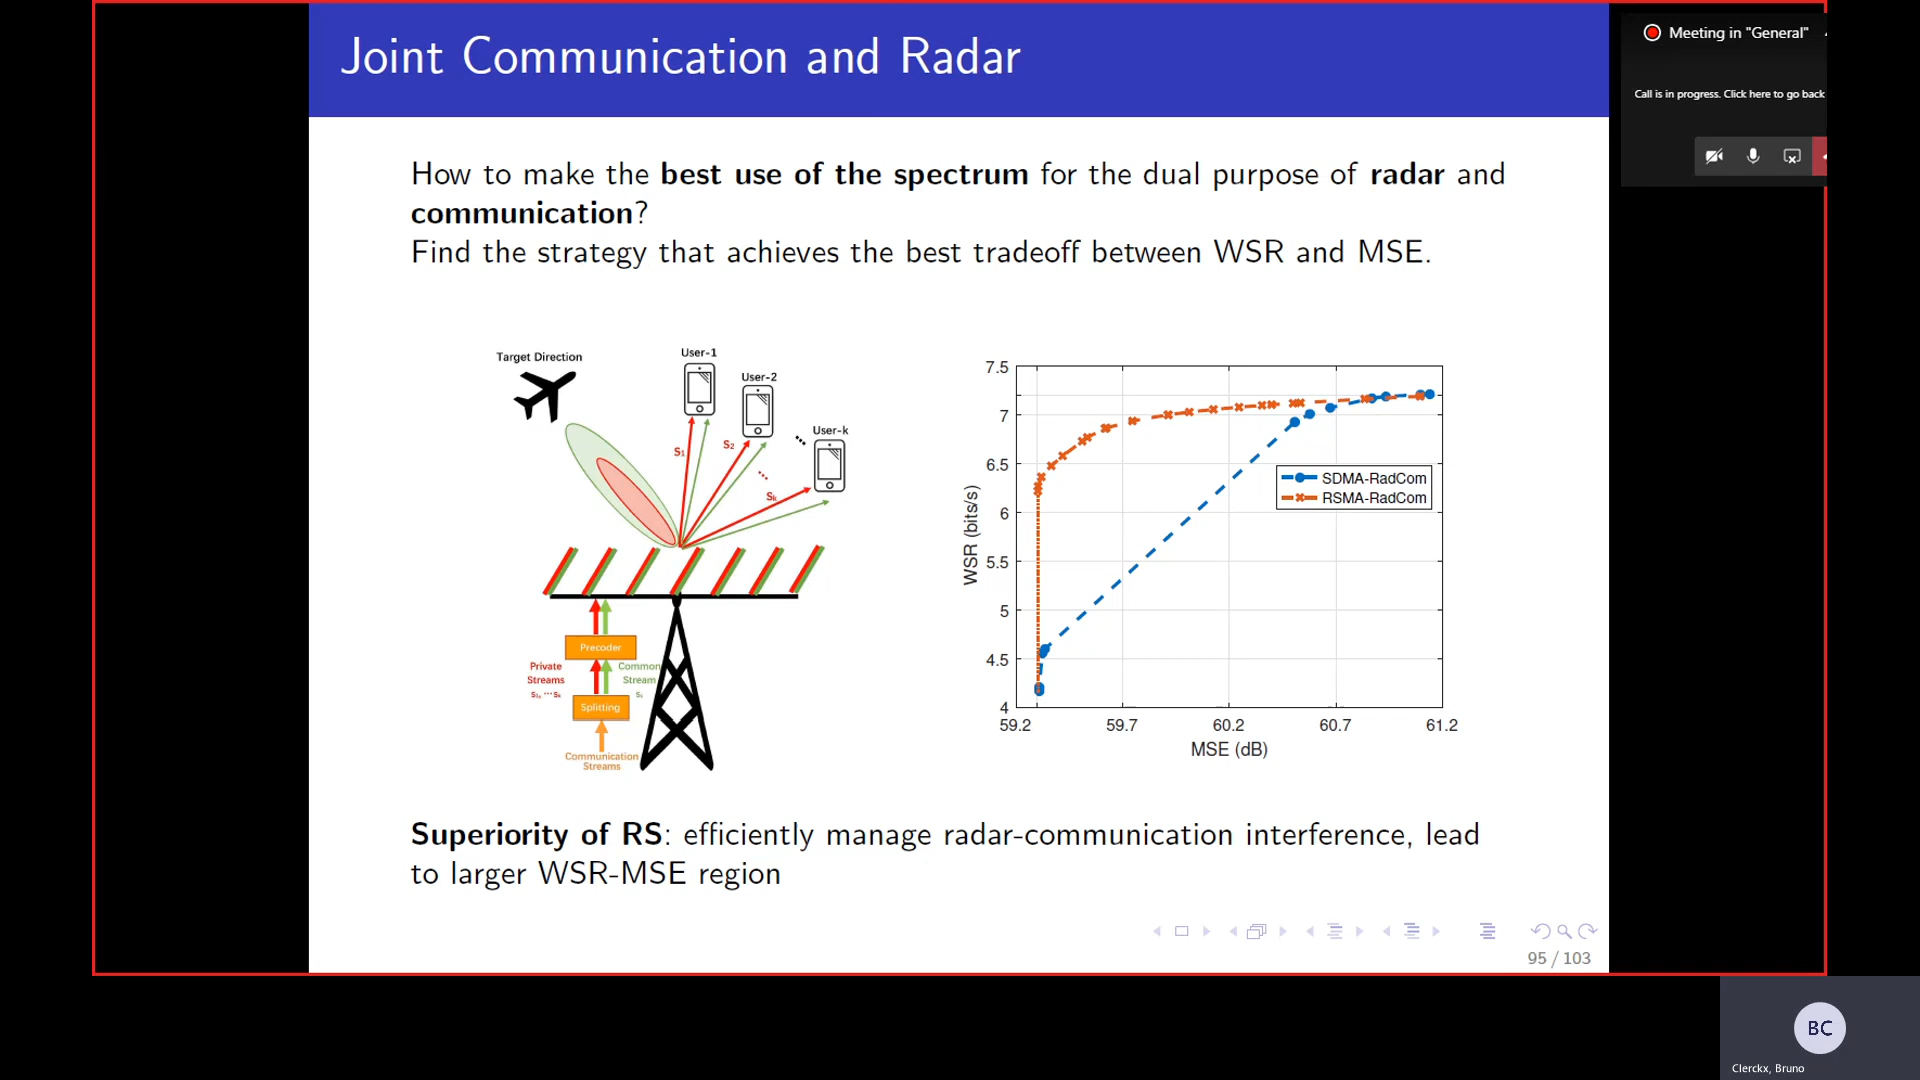 Joint Communication and Radar
Meeting in "General"
Call is in progress. Click here to go back
How to make the best use of the spectrum for the dual purpose of radar and
communication?
Find the strategy that achieves the best tradeoff between WSR and MSE.
Target Direction
User-1
User-2
User-k
S₁
S₂
Sₖ
Precoder
Private
Streams
s₁, ⋯sₖ
Common
Stream
Splitting
Communication
Streams
7.5
7
6.5
6
5.5
5
4.5
4
WSR (bits/s)
SDMA-RadCom
RSMA-RadCom
59.2 59.7 60.2 60.7 61.2
MSE (dB)
Superiority of RS: efficiently manage radar-communication interference, lead
to larger WSR-MSE region
95 / 103
BC
Clerckx, Bruno